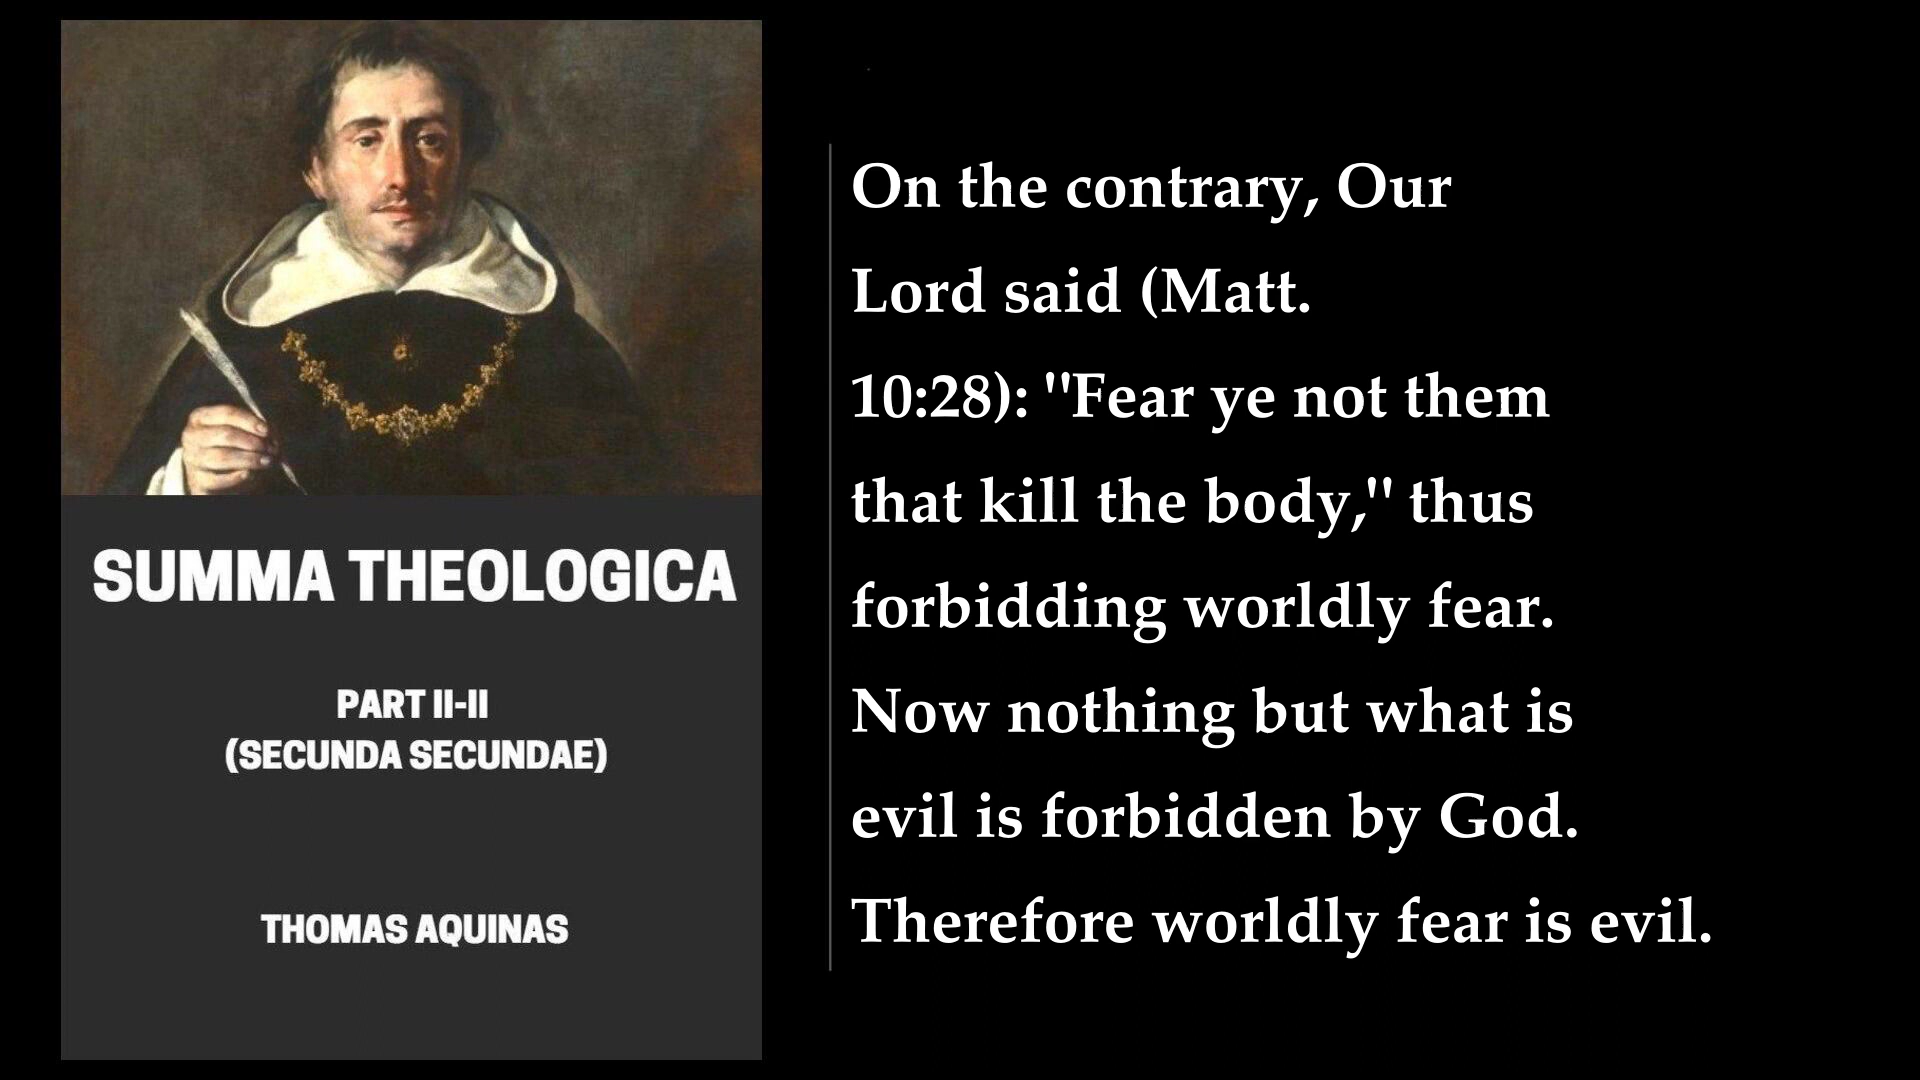 SUMMA THEOLOGICA
PART II-II
(SECUNDA SECUNDAE)
THOMAS AQUINAS
On the contrary, Our
Lord said (Matt.
10:28): "Fear ye not them
that kill the body," thus
forbidding worldly fear.
Now nothing but what is
evil is forbidden by God.
Therefore worldly fear is evil.